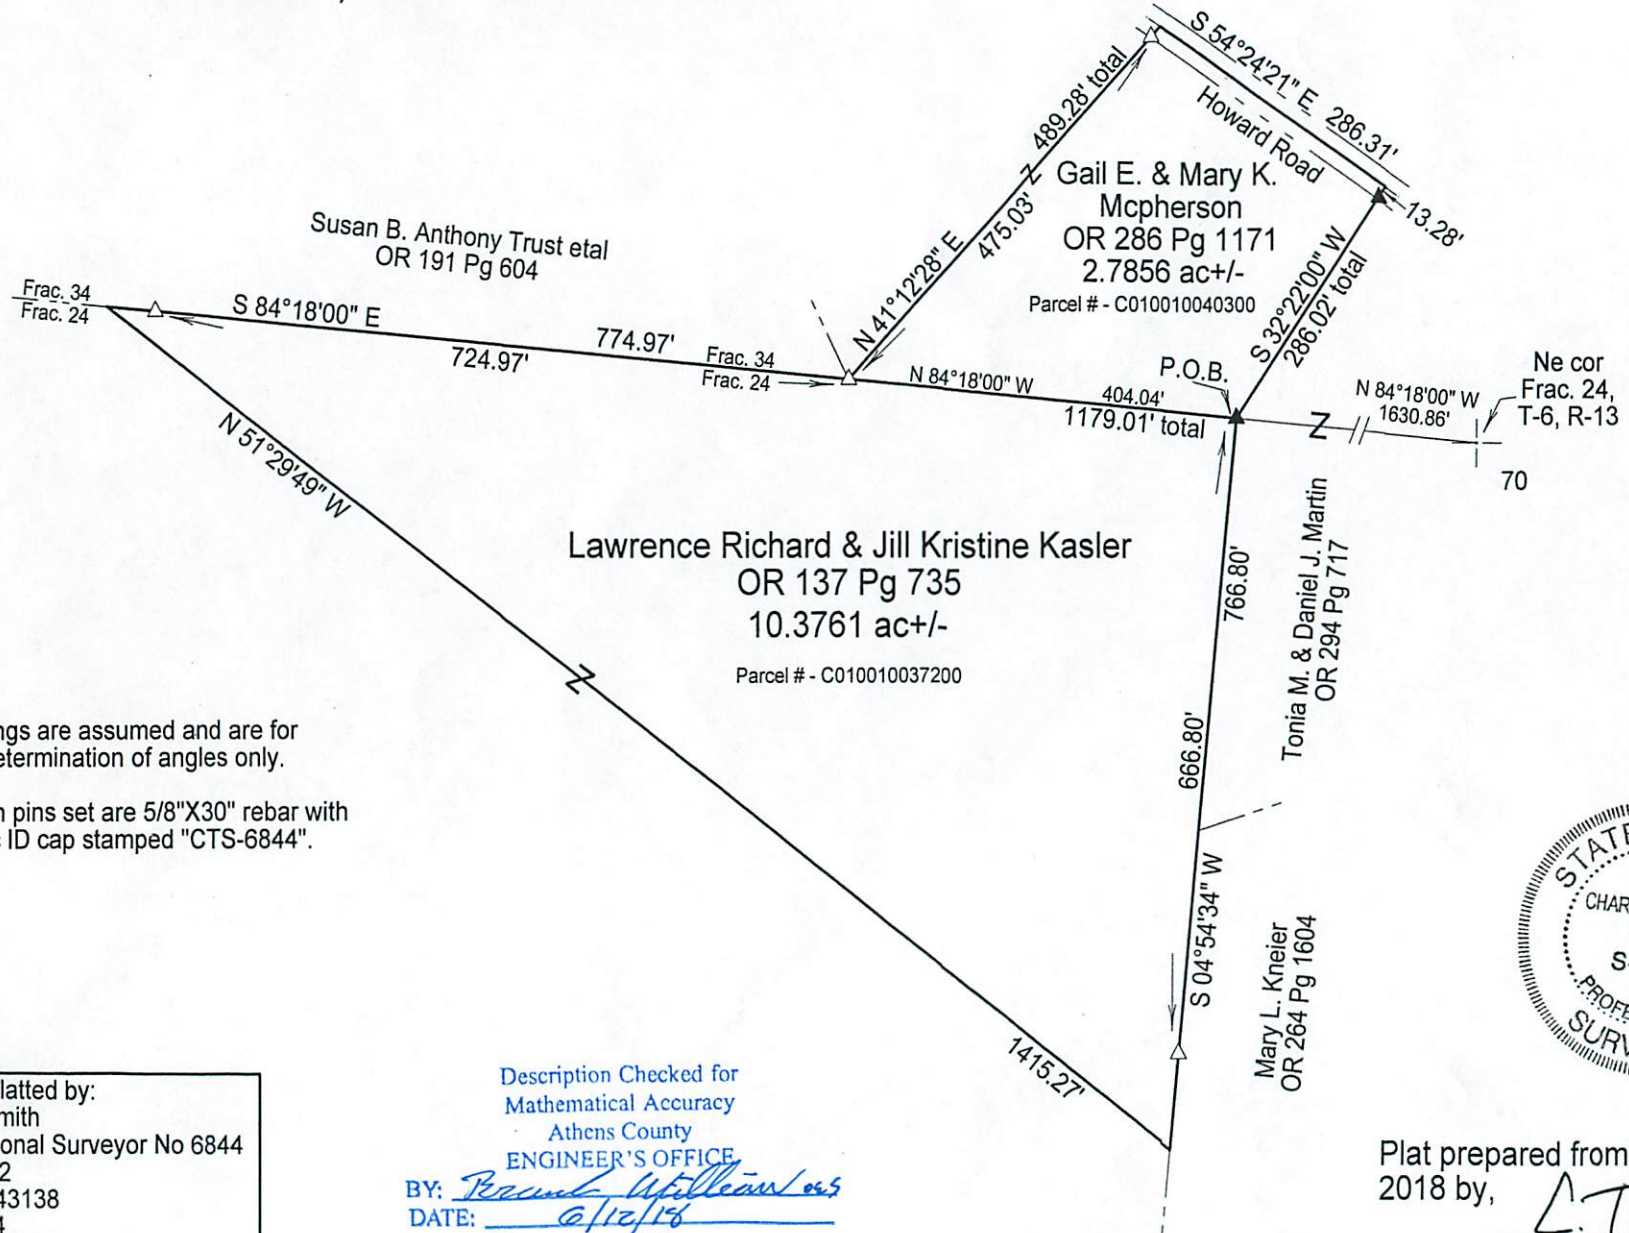 S 54°24'21" E 286.31'
Howard Road
489.28' total
N 41°12'28" E
475.03'
Gail E. & Mary K.
Mcpherson
OR 286 Pg 1171
2.7856 ac+/-
Parcel # - C010010040300
13.28'
S 32°22'00" W
286.02' total
Susan B. Anthony Trust etal
OR 191 Pg 604
Frac. 34
Frac. 24
S 84°18'00" E
774.97'
724.97'
Frac. 34
Frac. 24
N 84°18'00" W
404.04'
1179.01' total
P.O.B.
N 84°18'00" W
1630.86'
Ne cor
Frac. 24,
T-6, R-13
70
N 51°29'49" W
1415.27'
Lawrence Richard & Jill Kristine Kasler
OR 137 Pg 735
10.3761 ac+/-
Parcel # - C010010037200
766.80'
666.80'
S 04°54'34" W
Tonia M. & Daniel J. Martin
OR 294 Pg 717
Mary L. Kneier
OR 264 Pg 1604
ngs are assumed and are for
etermination of angles only.
n pins set are 5/8"X30" rebar with
ID cap stamped "CTS-6844".
latted by:
mith
onal Surveyor No 6844
2
43138
4
Description Checked for
Mathematical Accuracy
Athens County
ENGINEER'S OFFICE
BY:
DATE: 6/12/18
STATE
CHAR
S-
PROFE
SURV
Plat prepared from
2018 by,